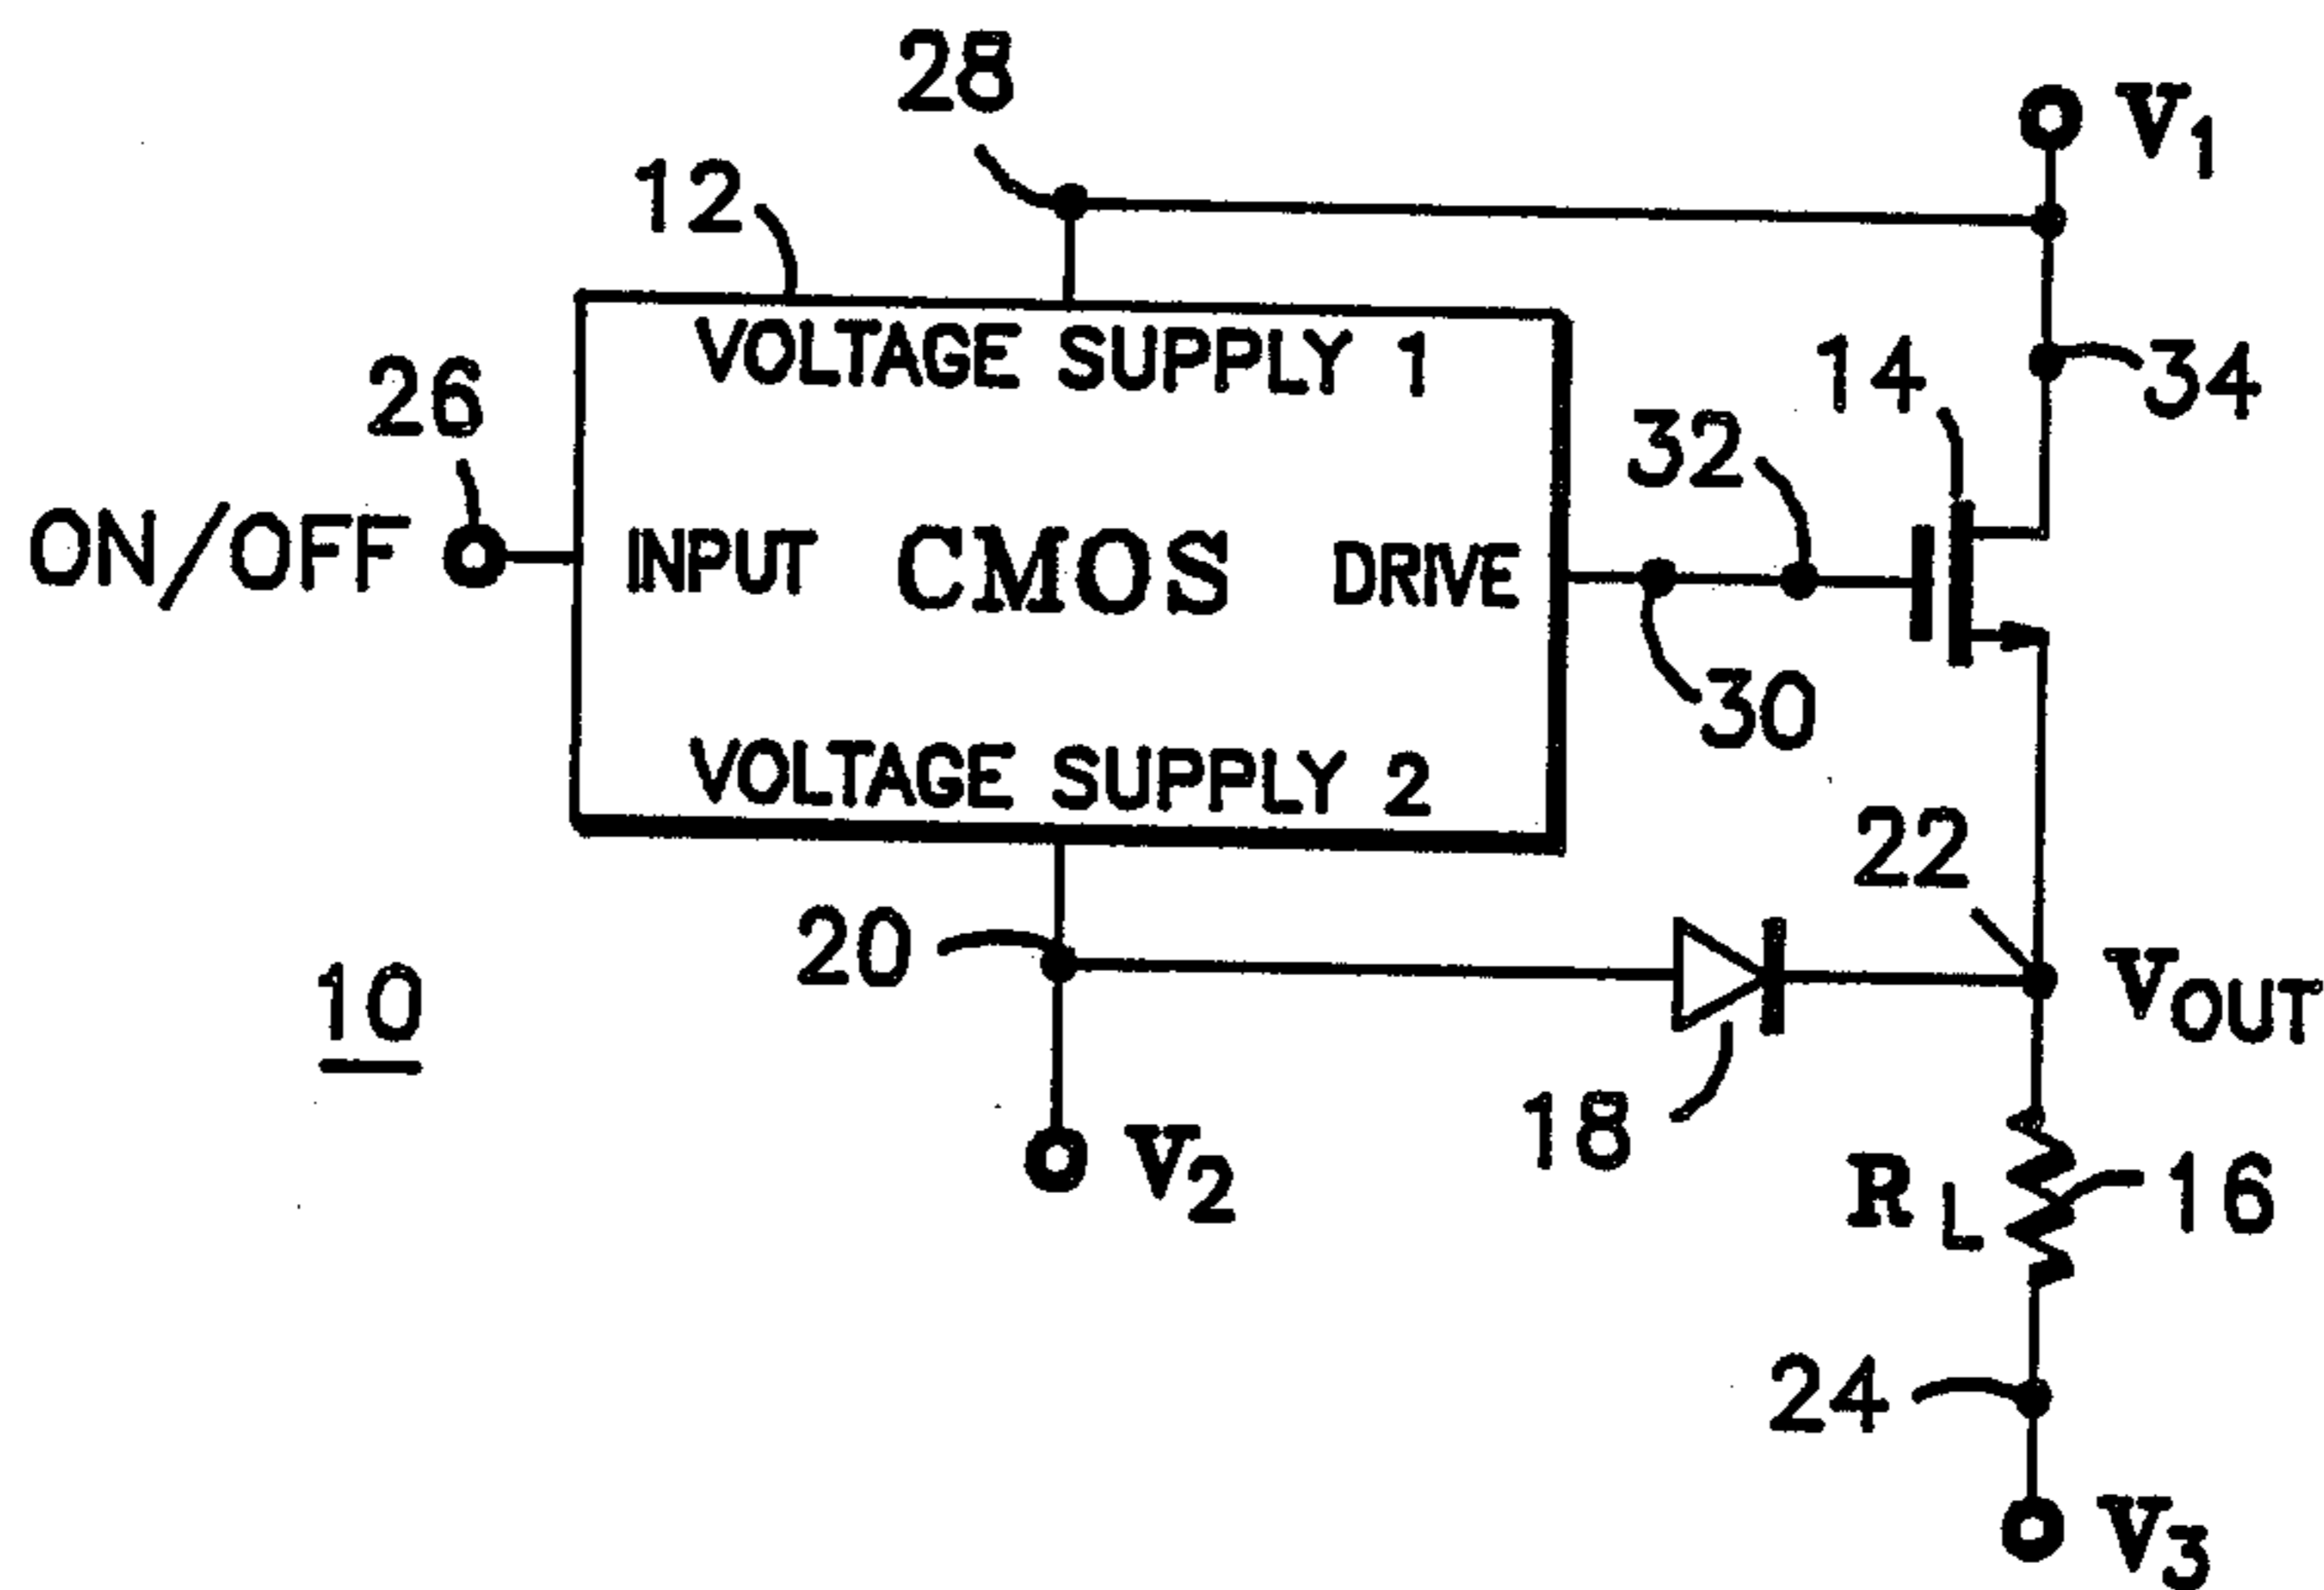 28
V1
12
VOLTAGE SUPPLY 1
14
34
26
32
ON/OFF
INPUT CMOS DRIVE
30
VOLTAGE SUPPLY 2
22
20
10
VOUT
18
V2
RL
16
24
V3